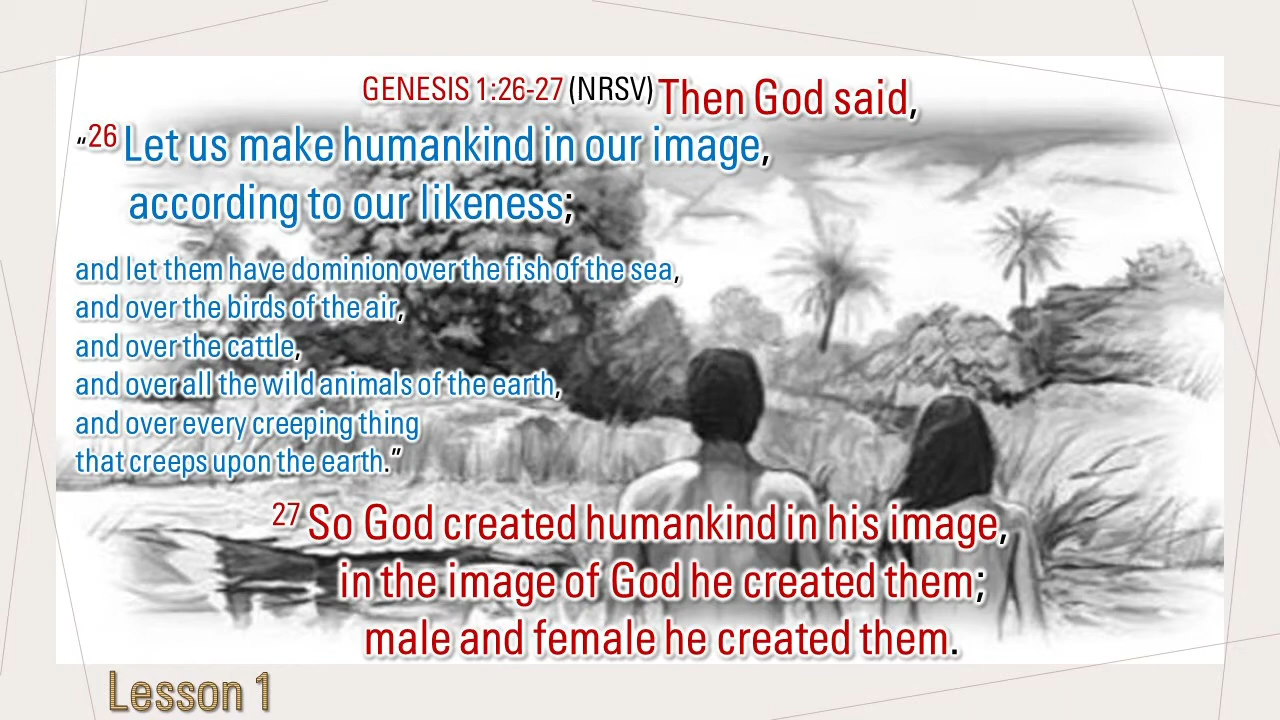 GENESIS 1:26-27 (NRSV) Then God said,
“26 Let us make humankind in our image,
according to our likeness;
and let them have dominion over the fish of the sea,
and over the birds of the air,
and over the cattle,
and over all the wild animals of the earth,
and over every creeping thing
that creeps upon the earth.”
27 So God created humankind in his image,
in the image of God he created them;
male and female he created them.
Lesson 1